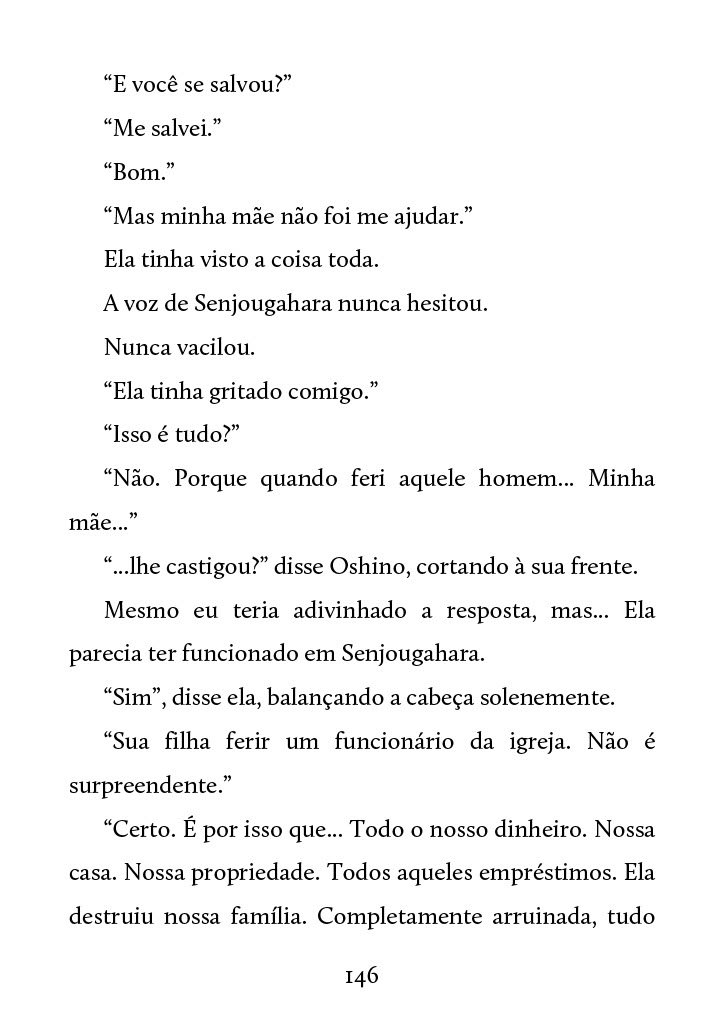 “E você se salvou?”
“Me salvei.”
“Bom.”
“Mas minha mãe não foi me ajudar.”
Ela tinha visto a coisa toda.
A voz de Senjougahara nunca hesitou.
Nunca vacilou.
“Ela tinha gritado comigo.”
“Isso é tudo?”
“Não. Porque quando feri aquele homem... Minha
mãe...”
“...lhe castigou?” disse Oshino, cortando à sua frente.
Mesmo eu teria adivinhado a resposta, mas... Ela
parecia ter funcionado em Senjougahara.
“Sim”, disse ela, balançando a cabeça solenemente.
“Sua filha ferir um funcionário da igreja. Não é
surpreendente.”
“Certo. É por isso que... Todo o nosso dinheiro. Nossa
casa. Nossa propriedade. Todos aqueles empréstimos. Ela
destruiu nossa família. Completamente arruinada, tudo
146